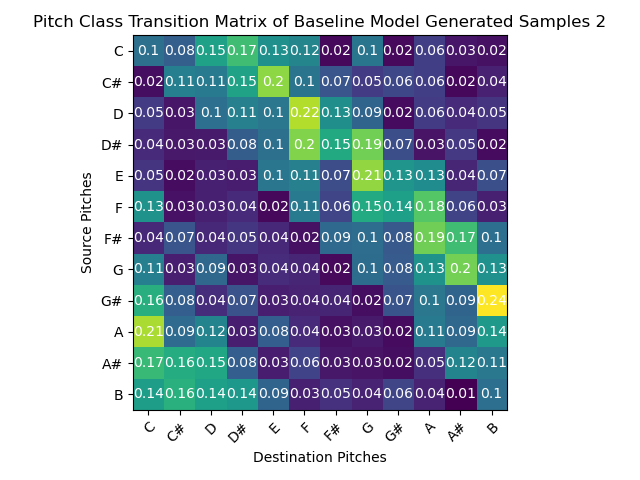 Pitch Class Transition Matrix of Baseline Model Generated Samples 2
C 0.1 0.08 0.15 0.17 0.13 0.12 0.02 0.1 0.02 0.06 0.03 0.02
C# 0.02 0.11 0.11 0.15 0.2 0.1 0.07 0.05 0.06 0.06 0.02 0.04
D 0.05 0.03 0.1 0.11 0.1 0.22 0.13 0.09 0.02 0.06 0.04 0.05
D# 0.04 0.03 0.03 0.08 0.1 0.2 0.15 0.19 0.07 0.03 0.05 0.02
E 0.05 0.02 0.03 0.03 0.1 0.11 0.07 0.21 0.13 0.13 0.04 0.07
F 0.13 0.03 0.03 0.04 0.02 0.11 0.06 0.15 0.14 0.18 0.06 0.03
F# 0.04 0.07 0.04 0.05 0.04 0.02 0.09 0.1 0.08 0.19 0.17 0.1
G 0.11 0.03 0.09 0.03 0.04 0.04 0.02 0.1 0.08 0.13 0.2 0.13
G# 0.16 0.08 0.04 0.07 0.03 0.04 0.04 0.02 0.07 0.1 0.09 0.24
A 0.21 0.09 0.12 0.03 0.08 0.04 0.03 0.03 0.02 0.11 0.09 0.14
A# 0.17 0.16 0.15 0.08 0.03 0.06 0.03 0.03 0.02 0.05 0.12 0.11
B 0.14 0.16 0.14 0.14 0.09 0.03 0.05 0.04 0.06 0.04 0.01 0.1
C C# D D# E F F# G G# A A# B
Destination Pitches
Source Pitches